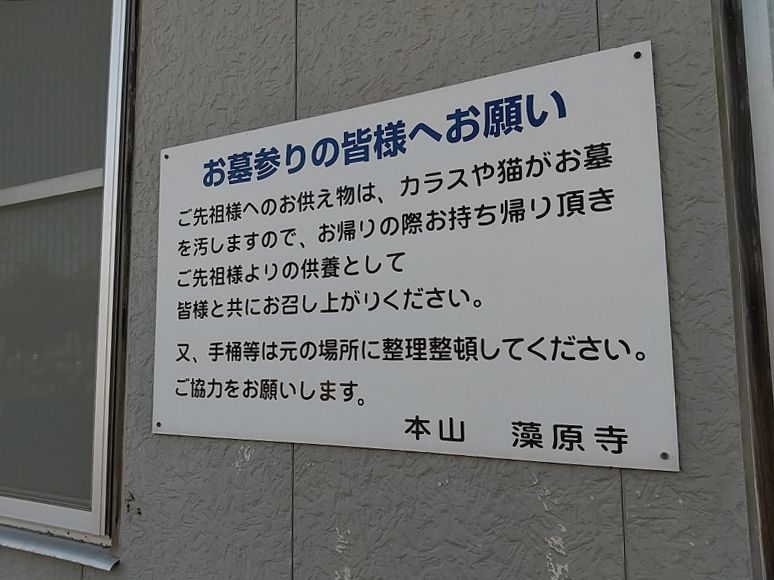 お墓参りの皆様へお願い
ご先祖様へのお供え物は、カラスや猫がお墓
を汚しますので、お帰りの際お持ち帰り頂き
ご先祖様よりの供養として
皆様と共にお召し上がりください。
又、手桶等は元の場所に整理整頓してください。
ご協力をお願いします。
本山　藻原寺